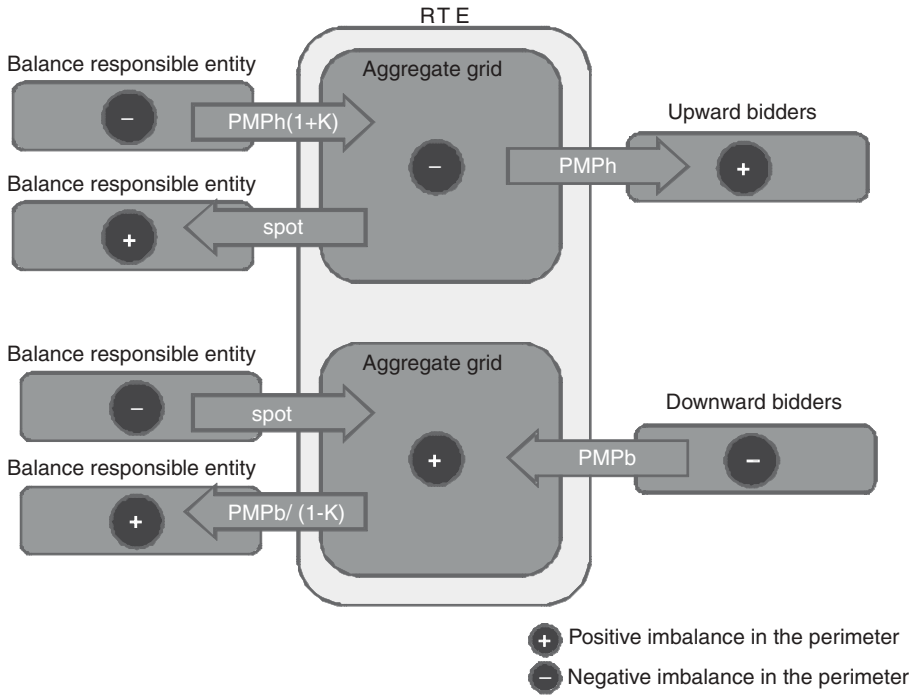 RTE
Balance responsible entity
Aggregate grid
−
PMPh(1+K)
−
Upward bidders
PMPh
+
Balance responsible entity
+
spot
Balance responsible entity
Aggregate grid
−
spot
+
Downward bidders
PMPb
−
Balance responsible entity
+
PMPb/ (1-K)
+ Positive imbalance in the perimeter
− Negative imbalance in the perimeter